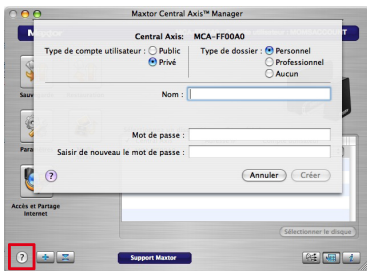 Maxtor Central Axis™ Manager
Central Axis: MCA-FF00A0
Type de compte utilisateur : Public
Privé
Type de dossier : Personnel
Professionnel
Aucun
Nom :
Mot de passe :
Saisir de nouveau le mot de passe :
?
Annuler
Créer
Accès et Partage
Internet
Sélectionner le disque
?
Support Maxtor